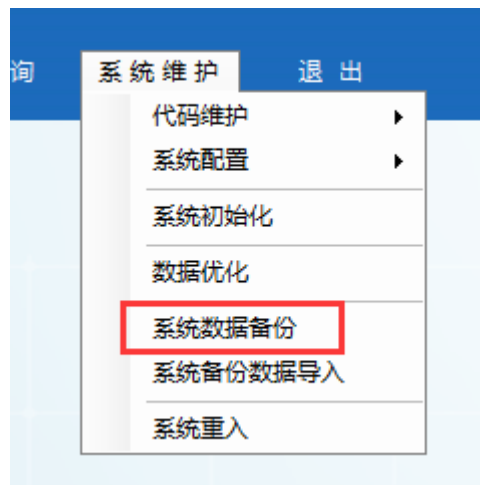 询 系统维护 退出
代码维护
系统配置
系统初始化
数据优化
系统数据备份
系统备份数据导入
系统重入